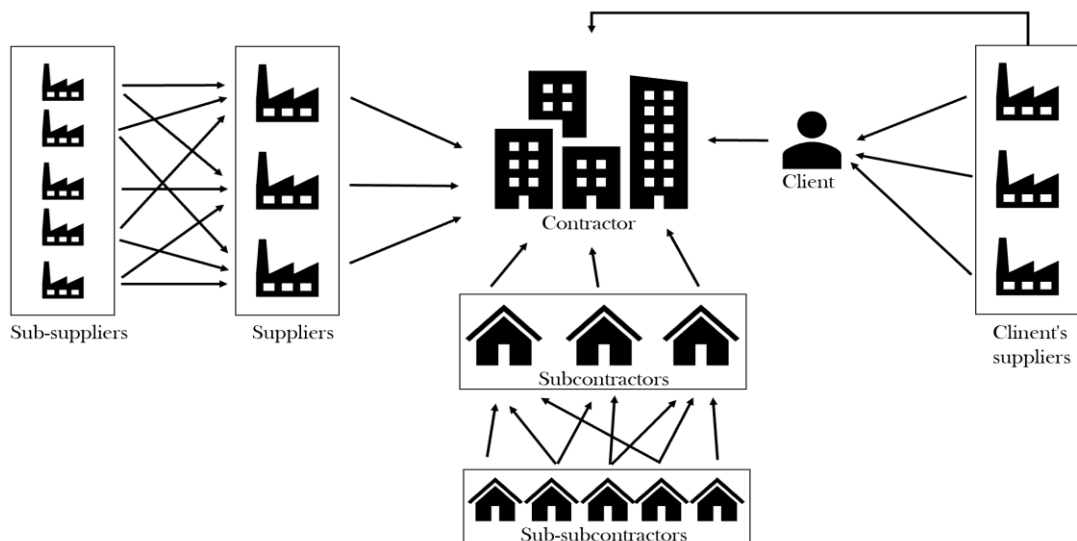 Client
Contractor
Sub-suppliers
Suppliers
Clinent's
suppliers
Subcontractors
Sub-subcontractors